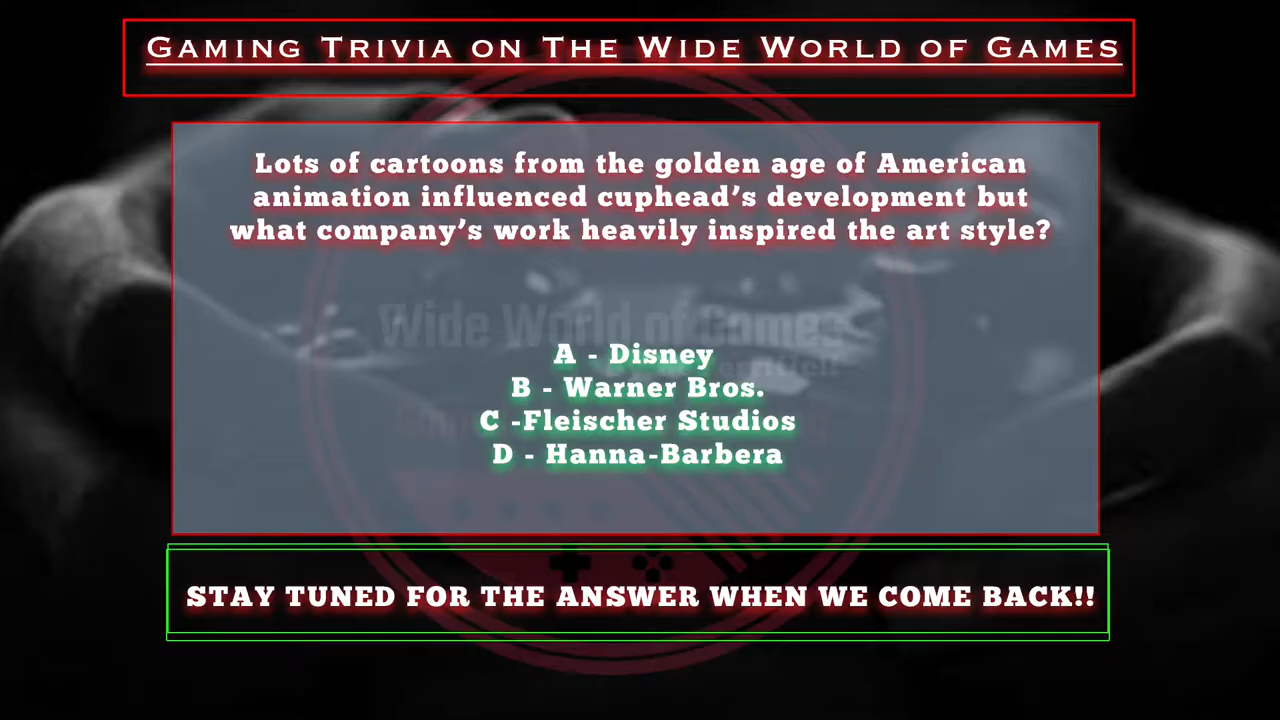 Gaming Trivia on The Wide World of Games
Lots of cartoons from the golden age of American
animation influenced cuphead’s development but
what company’s work heavily inspired the art style?
Wide World of Games
A - Disney
B - Warner Bros.
C -Fleischer Studios
D - Hanna-Barbera
STAY TUNED FOR THE ANSWER WHEN WE COME BACK!!